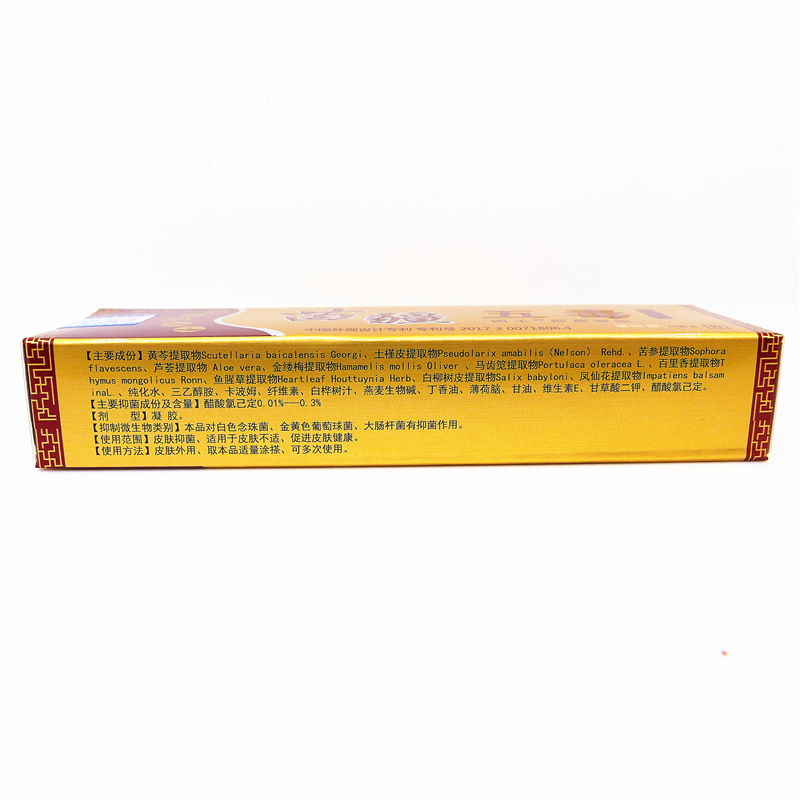 中国外观设计专利 专利号 2017 3 0071806.4
【主要成份】黄芩提取物Scutellaria baicalensis Georgi、土槿皮提取物Pseudolarix amabilis（Nelson） Rehd.、苦参提取物Sophora
flavescens、芦荟提取物 Aloe vera、金缕梅提取物Hamamelis mollis Oliver 、马齿笕提取物Portulaca oleracea L.、百里香提取物T
hymus mongolicus Ronn、鱼腥草提取物Heartleaf Houttuynia Herb、白柳树皮提取物Salix babyloni、凤仙花提取物Impatiens balsam
inaL.、纯化水、三乙醇胺、卡波姆、纤维素、白桦树汁、燕麦生物碱、丁香油、薄荷脑、甘油、维生素E、甘草酸二钾、醋酸氯己定。
【主要抑菌成份及含量】醋酸氯己定0.01%---0.3%
【剂 型】凝 胶。
【抑制微生物类别】本品对白色念珠菌、金黄色葡萄球菌、大肠杆菌有抑菌作用。
【使用范围】皮肤抑菌、适用于皮肤不适、促进皮肤健康。
【使用方法】皮肤外用、取本品适量涂搽、可多次使用。